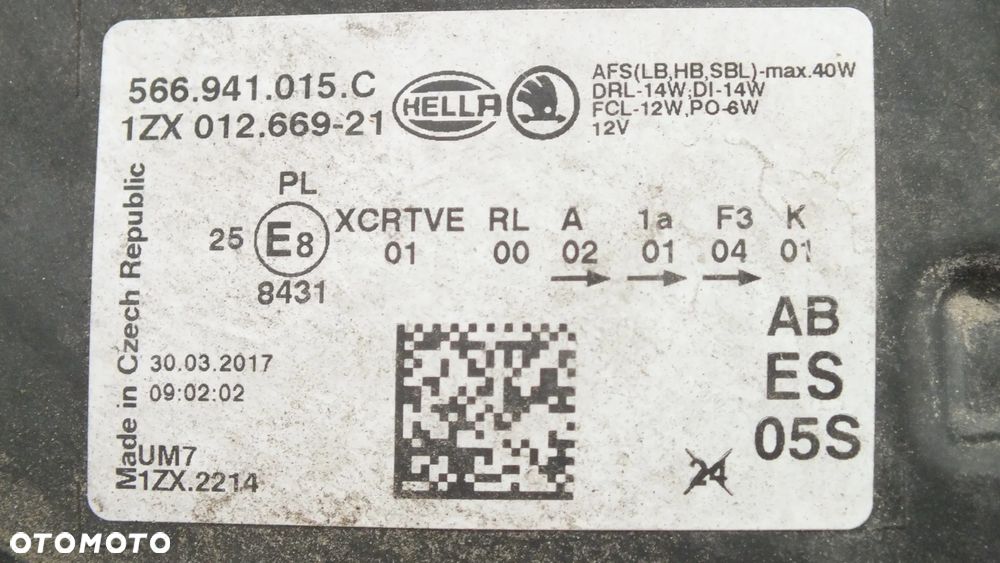 566.941.015.C
1ZX 012.669-21
HELLA
AFS(LB,HB,SBL)-max.40W
DRL-14W;DI-14W
FCL-12W,PO-6W
12V
PL
25 E8 XCRTVE RL A 1a F3 K
01 00 02 01 04 01
8431
Made in Czech Republic
30.03.2017
09:02:02
UM7
1ZX.2214
AB
ES
05S
24
OTOMOTO